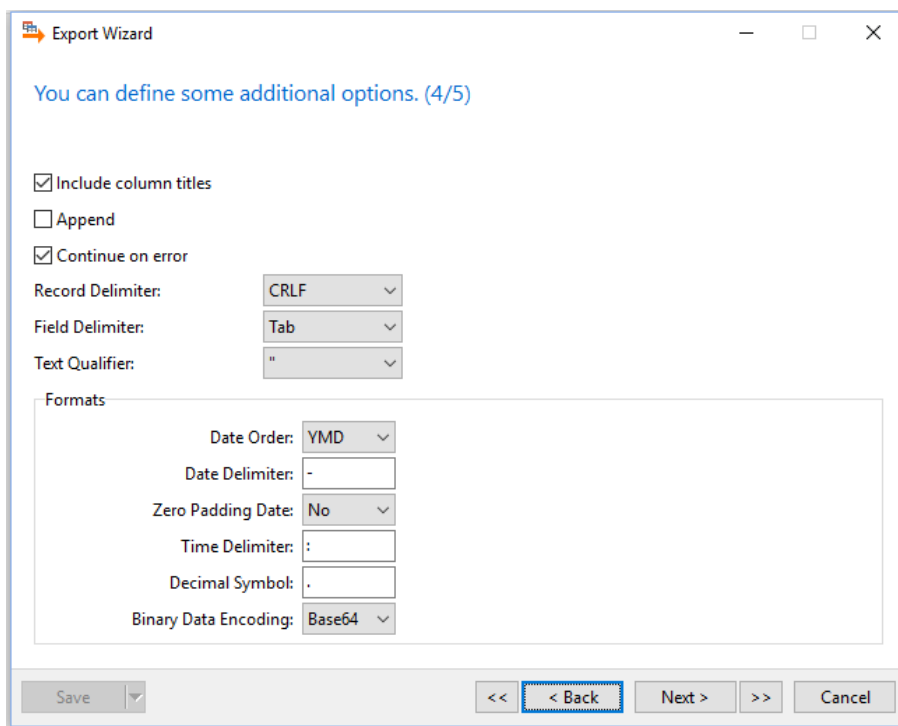 Export Wizard
You can define some additional options. (4/5)
Include column titles
Append
Continue on error
Record Delimiter: CRLF
Field Delimiter: Tab
Text Qualifier: "
Formats
Date Order: YMD
Date Delimiter: -
Zero Padding Date: No
Time Delimiter: :
Decimal Symbol: .
Binary Data Encoding: Base64
Save << < Back Next > >> Cancel